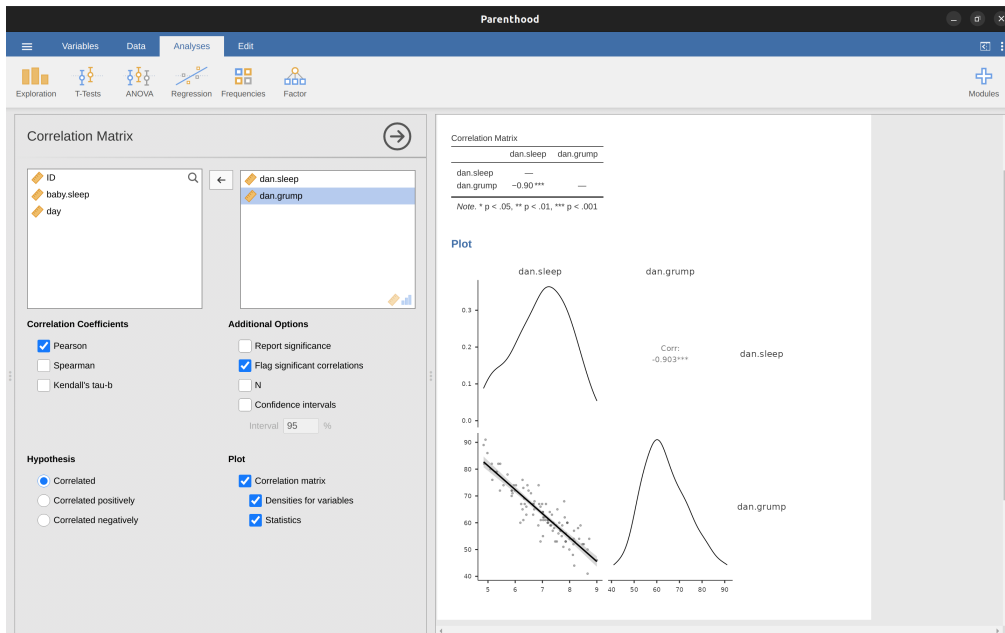 Parenthood
Variables Data Analyses Edit
Exploration T-Tests ANOVA Regression Frequencies Factor Modules
Correlation Matrix
ID
baby.sleep
day
dan.sleep
dan.grump
Correlation Coefficients
Pearson
Spearman
Kendall's tau-b
Additional Options
Report significance
Flag significant correlations
N
Confidence intervals
Interval 95 %
Hypothesis
Correlated
Correlated positively
Correlated negatively
Plot
Correlation matrix
Densities for variables
Statistics
Correlation Matrix
dan.sleep dan.grump
dan.sleep —
dan.grump −0.90 *** —
Note. * p < .05, ** p < .01, *** p < .001
Plot
dan.sleep dan.grump
0.3
0.2
0.1
0.0
Corr:
-0.903***
dan.sleep
90
80
70
60
50
40
dan.grump
5 6 7 8 9 40 50 60 70 80 90